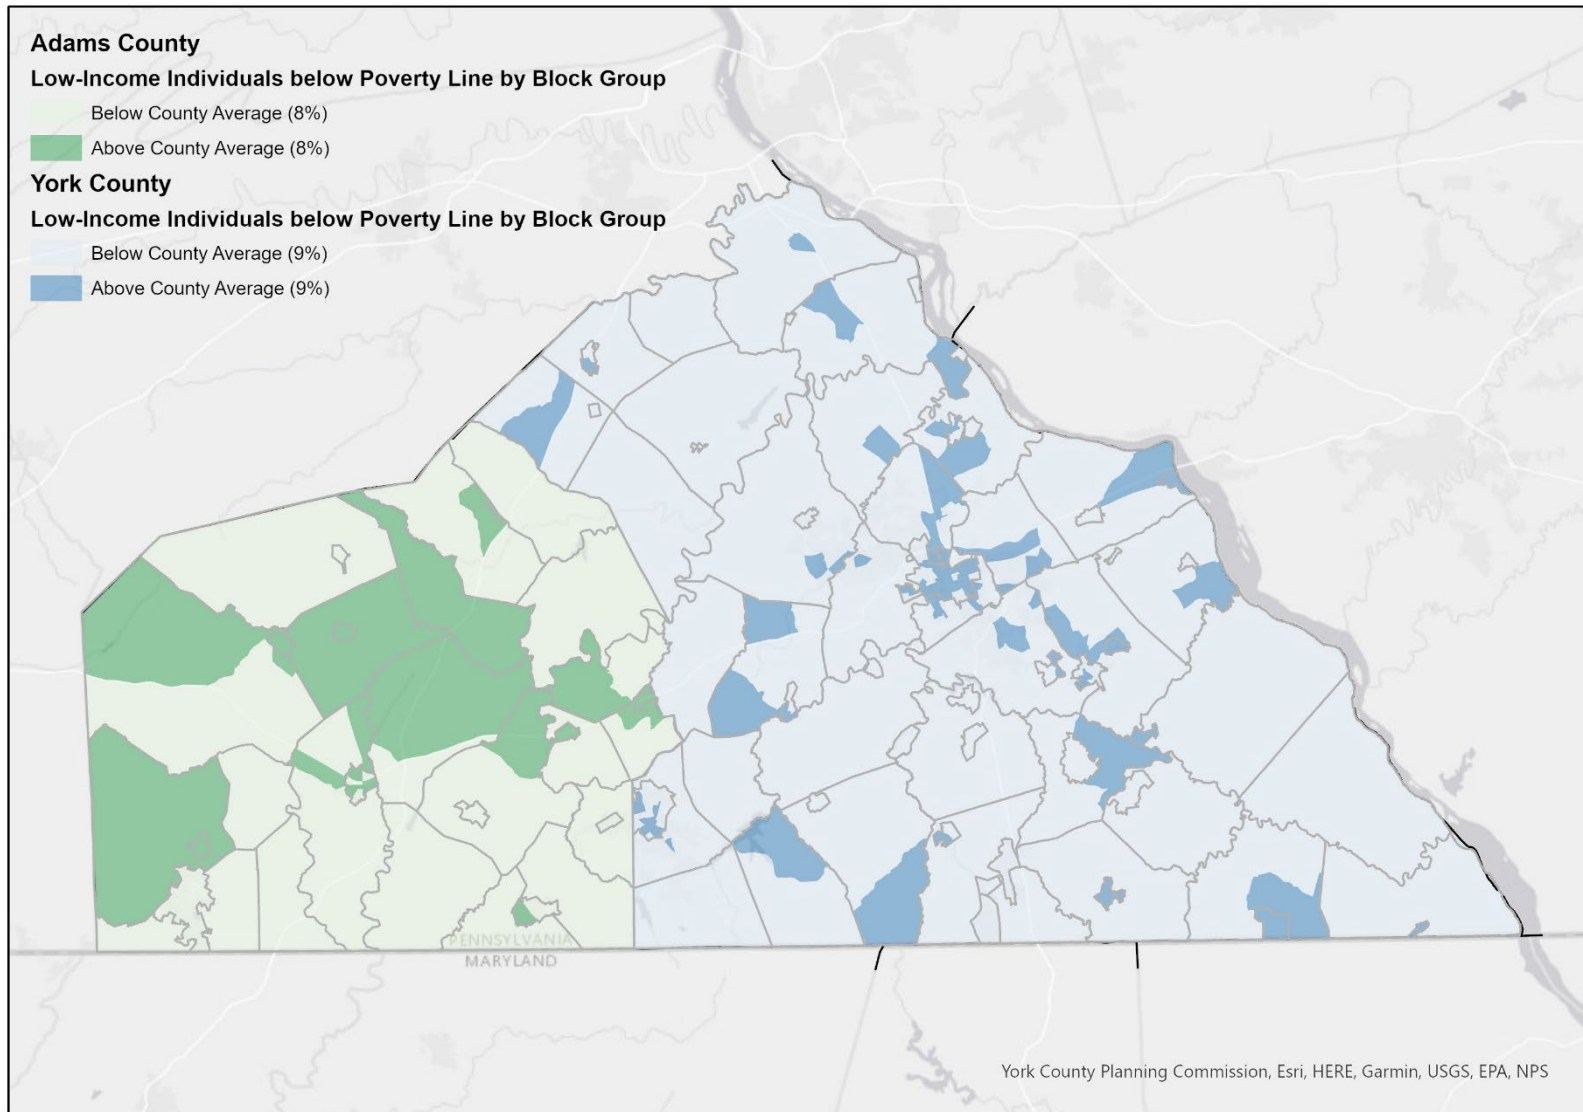 Adams County
Low-Income Individuals below Poverty Line by Block Group
Below County Average (8%)
Above County Average (8%)
York County
Low-Income Individuals below Poverty Line by Block Group
Below County Average (9%)
Above County Average (9%)
PENNSYLVANIA
MARYLAND
York County Planning Commission, Esri, HERE, Garmin, USGS, EPA, NPS